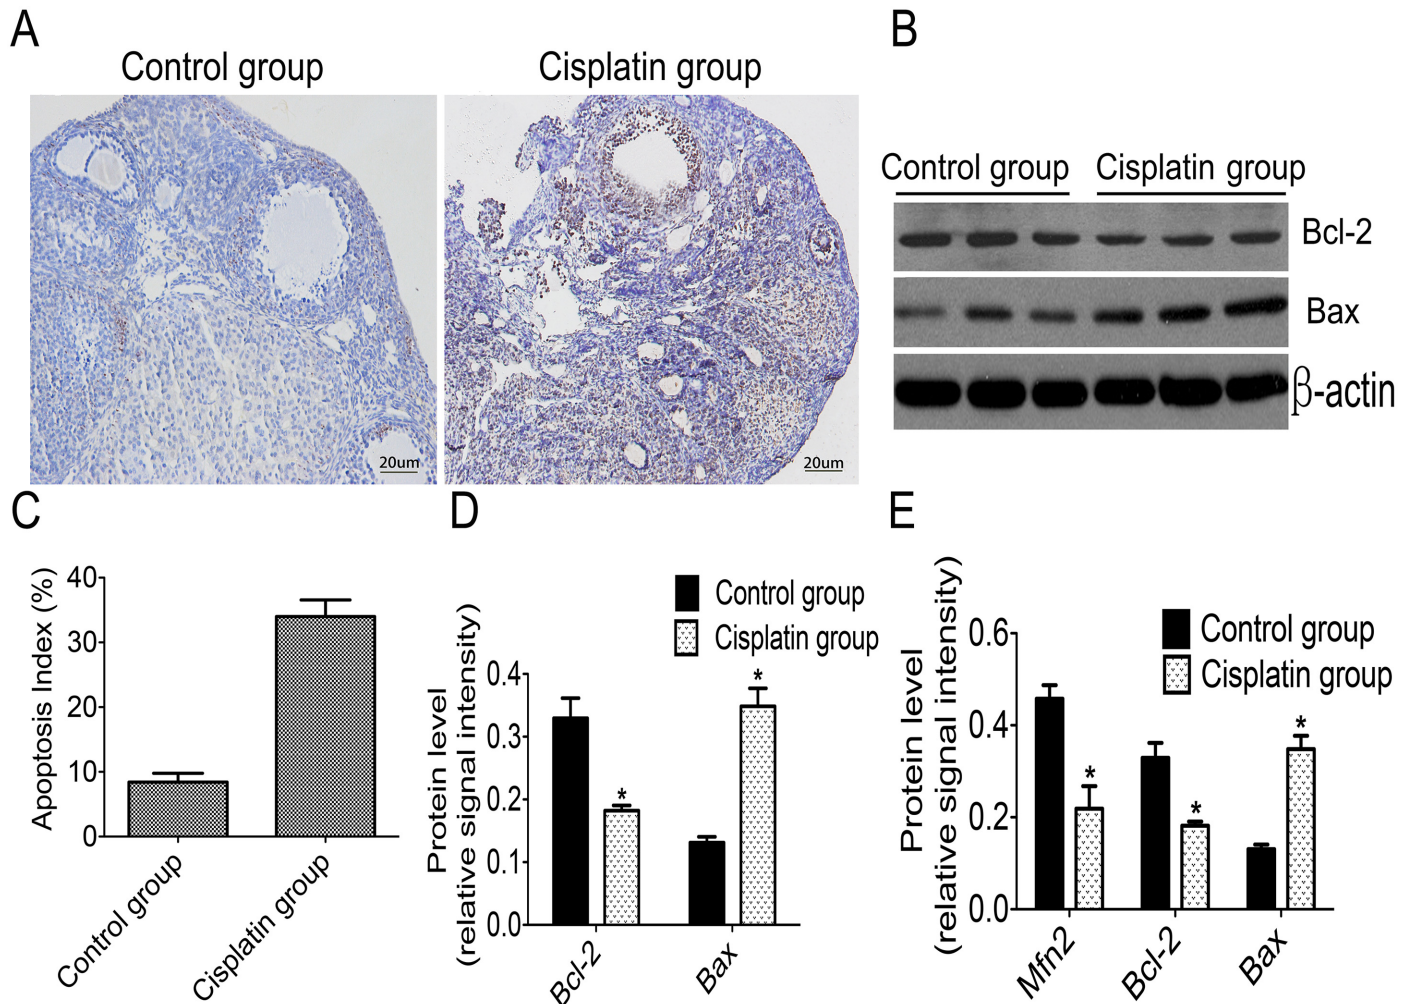 A
Control group
Cisplatin group
20um
20um
B
Control group
Cisplatin group
Bcl-2
Bax
β-actin
C
Apoptosis Index (%)
40
30
20
10
0
Control group
Cisplatin group
D
Control group
Cisplatin group
Protein level
(relative signal intensity)
0.4
0.3
0.2
0.1
0.0
*
*
Bcl-2
Bax
E
Control group
Cisplatin group
Protein level
(relative signal intensity)
0.6
0.4
0.2
0.0
*
*
*
Mfn2
Bcl-2
Bax